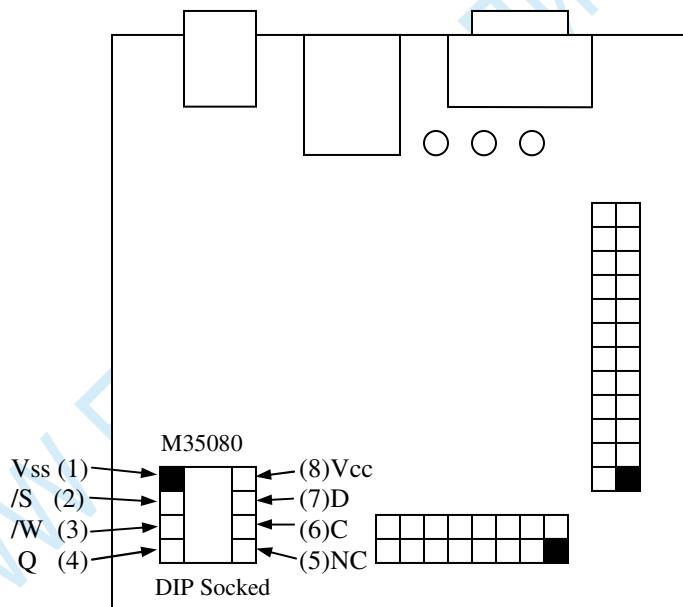 M35080
Vss (1) (8)Vcc
/S (2) (7)D
/W (3) (6)C
Q (4) (5)NC
DIP Socked